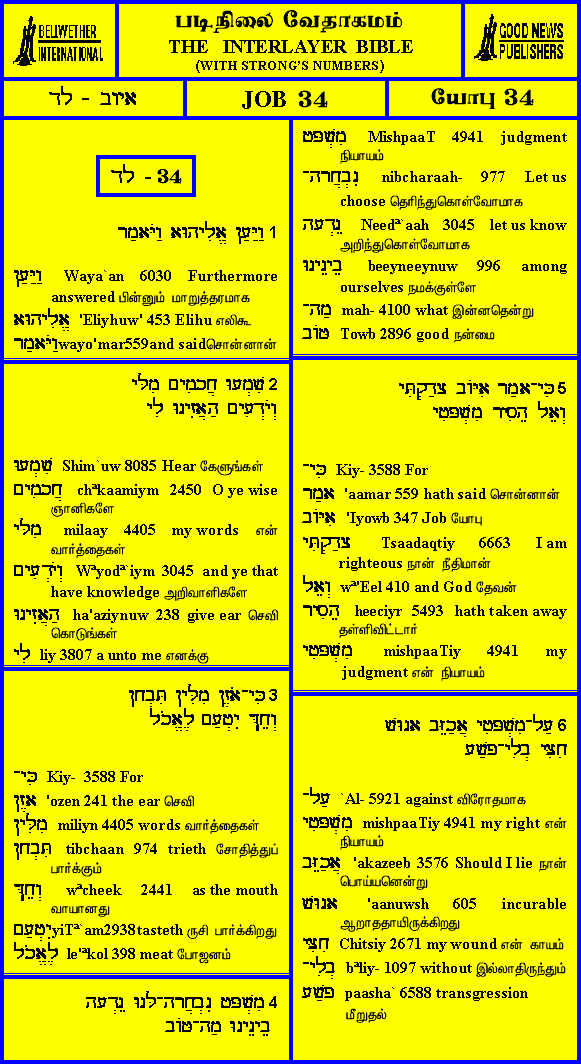 BELLWETHER
INTERNATIONAL
படிநிலை வேதாகமம்
THE INTERLAYER BIBLE
(WITH STRONG'S NUMBERS)
GOOD NEWS
PUBLISHERS
איוב - לד
JOB 34
யோபு 34
לד - 34
1 וַיַּעַן אֱלִיהוּא וַיֹּאמַר
וַיַּעַן Waya`an 6030 Furthermore
answered பின்னும் மாறுத்தரமாக
אֱלִיהוּא 'Eliyhuw' 453 Elihu எலிகூ
וַיֹּאמַר wayo'mar559and saidசொன்னான்
2 שִׁמְעוּ חֲכָמִים מִלָּי
וְיֹדְעִים הַאֲזִינוּ לִי
שִׁמְעוּ Shim`uw 8085 Hear கேளுங்கள்
חֲכָמִים chªkaamiym 2450 O ye wise
ஞானிகளே
מִלָּי milaay 4405 my words என்
வார்த்தைகள்
וְיֹדְעִים Wªyodª`iym 3045 and ye that
have knowledge அறிவாளிகளே
הַאֲזִינוּ ha'aziynuw 238 give ear செவி
கொடுங்கள்
לִי liy 3807 a unto me எனக்கு
3 כִּי־אֹזֶן מִלִּין תִּבְחָן
וְחֵךְ יִטְעַם לֶאֱכֹל
כִּי־ Kiy- 3588 For
אֹזֶן 'ozen 241 the ear செவி
מִלִּין miliyn 4405 words வார்த்தைகள்
תִּבְחָן tibchaan 974 trieth சோதித்துப்
பார்க்கும்
וְחֵךְ wªcheek 2441 as the mouth
வாயானது
יִטְעַם yiTª`am2938tasteth ருசி பார்க்கிறது
לֶאֱכֹל le'ªkol 398 meat போஜனம்
4 מִשְׁפָּט נִבְחֲרָה־לָּנוּ נֵדְעָה
בֵינֵינוּ מַה־טּוֹב
מִשְׁפָּט MishpaaT 4941 judgment
நியாயம்
נִבְחֲרָה־ nibcharaah- 977 Let us
choose தெரிந்துகொள்வோமாக
נֵדְעָה Needª`aah 3045 let us know
அறிந்துகொள்வோமாக
בֵינֵינוּ beeyneeynuw 996 among
ourselves நமக்குள்ளே
מַה־ mah- 4100 what இன்னதென்று
טּוֹב Towb 2896 good நன்மை
5 כִּי־אָמַר אִיּוֹב צָדַקְתִּי
וְאֵל הֵסִיר מִשְׁפָּטִי
כִּי־ Kiy- 3588 For
אָמַר 'aamar 559 hath said சொன்னான்
אִיּוֹב 'Iyowb 347 Job யோபு
צָדַקְתִּי Tsaadaqtiy 6663 I am
righteous நான் நீதிமான்
וְאֵל wª'Eel 410 and God தேவன்
הֵסִיר heeciyr 5493 hath taken away
தள்ளிவிட்டார்
מִשְׁפָּטִי mishpaaTiy 4941 my
judgment என் நியாயம்
6 עַל־מִשְׁפָּטִי אֲכַזֵּב אָנוּשׁ
חִצִּי בְלִי־פָשַׁע
עַל־ `Al- 5921 against விரோதமாக
מִשְׁפָּטִי mishpaaTiy 4941 my right என்
நியாயம்
אֲכַזֵּב 'akazeeb 3576 Should I lie நான்
பொய்யனென்று
אָנוּשׁ 'aanuwsh 605 incurable
ஆறாததாயிருக்கிறது
חִצִּי Chitsiy 2671 my wound என் காயம்
בְלִי־ bªliy- 1097 without இல்லாதிருந்தும்
פָשַׁע paasha` 6588 transgression
மீறுதல்